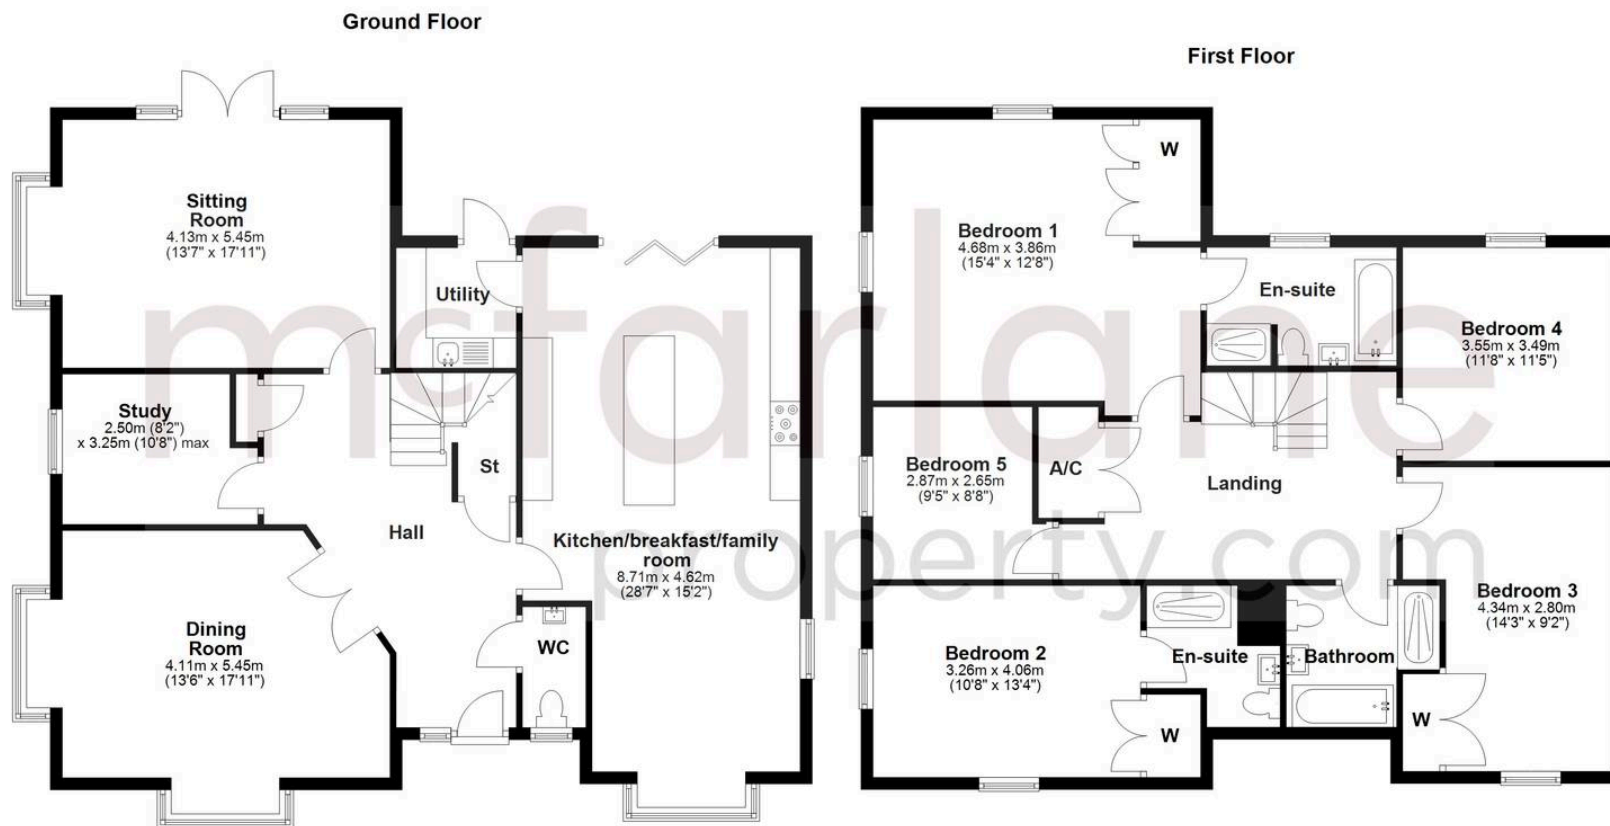 Ground Floor
First Floor
Sitting
Room
4.13m x 5.45m
(13'7" x 17'11")
Utility
Study
2.50m (8'2")
x 3.25m (10'8") max
St
Hall
Kitchen/breakfast/family
room
8.71m x 4.62m
(28'7" x 15'2")
Dining
Room
4.11m x 5.45m
(13'6" x 17'11")
WC
W
Bedroom 1
4.68m x 3.86m
(15'4" x 12'8")
En-suite
Bedroom 4
3.55m x 3.49m
(11'8" x 11'5")
Bedroom 5
2.87m x 2.65m
(9'5" x 8'8")
A/C
Landing
Bedroom 3
4.34m x 2.80m
(14'3" x 9'2")
Bedroom 2
3.26m x 4.06m
(10'8" x 13'4")
En-suite
Bathroom
W
W
mcfarlane
property.com